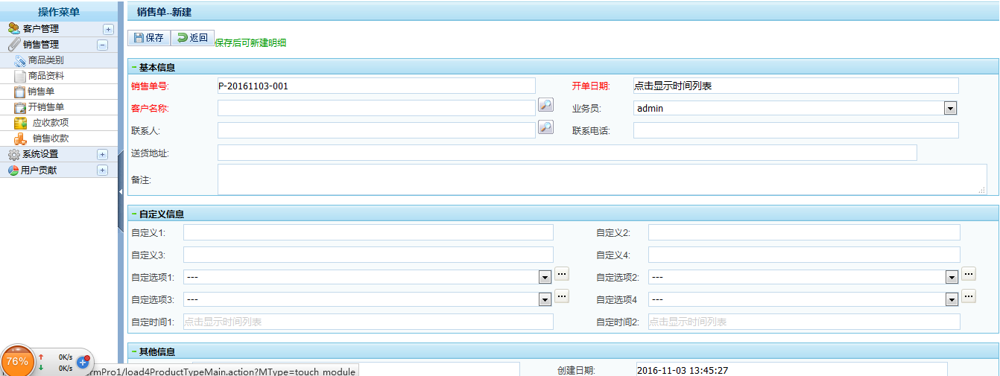 操作菜单
客户管理
销售管理
商品类别
商品资料
销售单
开销售单
应收款项
销售收款
系统设置
用户贡献
销售单--新建
保存 返回 保存后可新建明细
基本信息
销售单号: P-20161103-001 开单日期: 点击显示时间列表
客户名称: 业务员: admin
联系人: 联系电话:
送货地址:
备注:
自定义信息
自定义1: 自定义2:
自定义3: 自定义4:
自定选项1: --- 自定选项2: ---
自定选项3: --- 自定选项4 ---
自定时间1: 点击显示时间列表 自定时间2: 点击显示时间列表
其他信息
创建日期: 2016-11-03 13:45:27
76% 0K/s
0K/s
rmPro1/load4ProductTypeMain.action?MType=touch_module